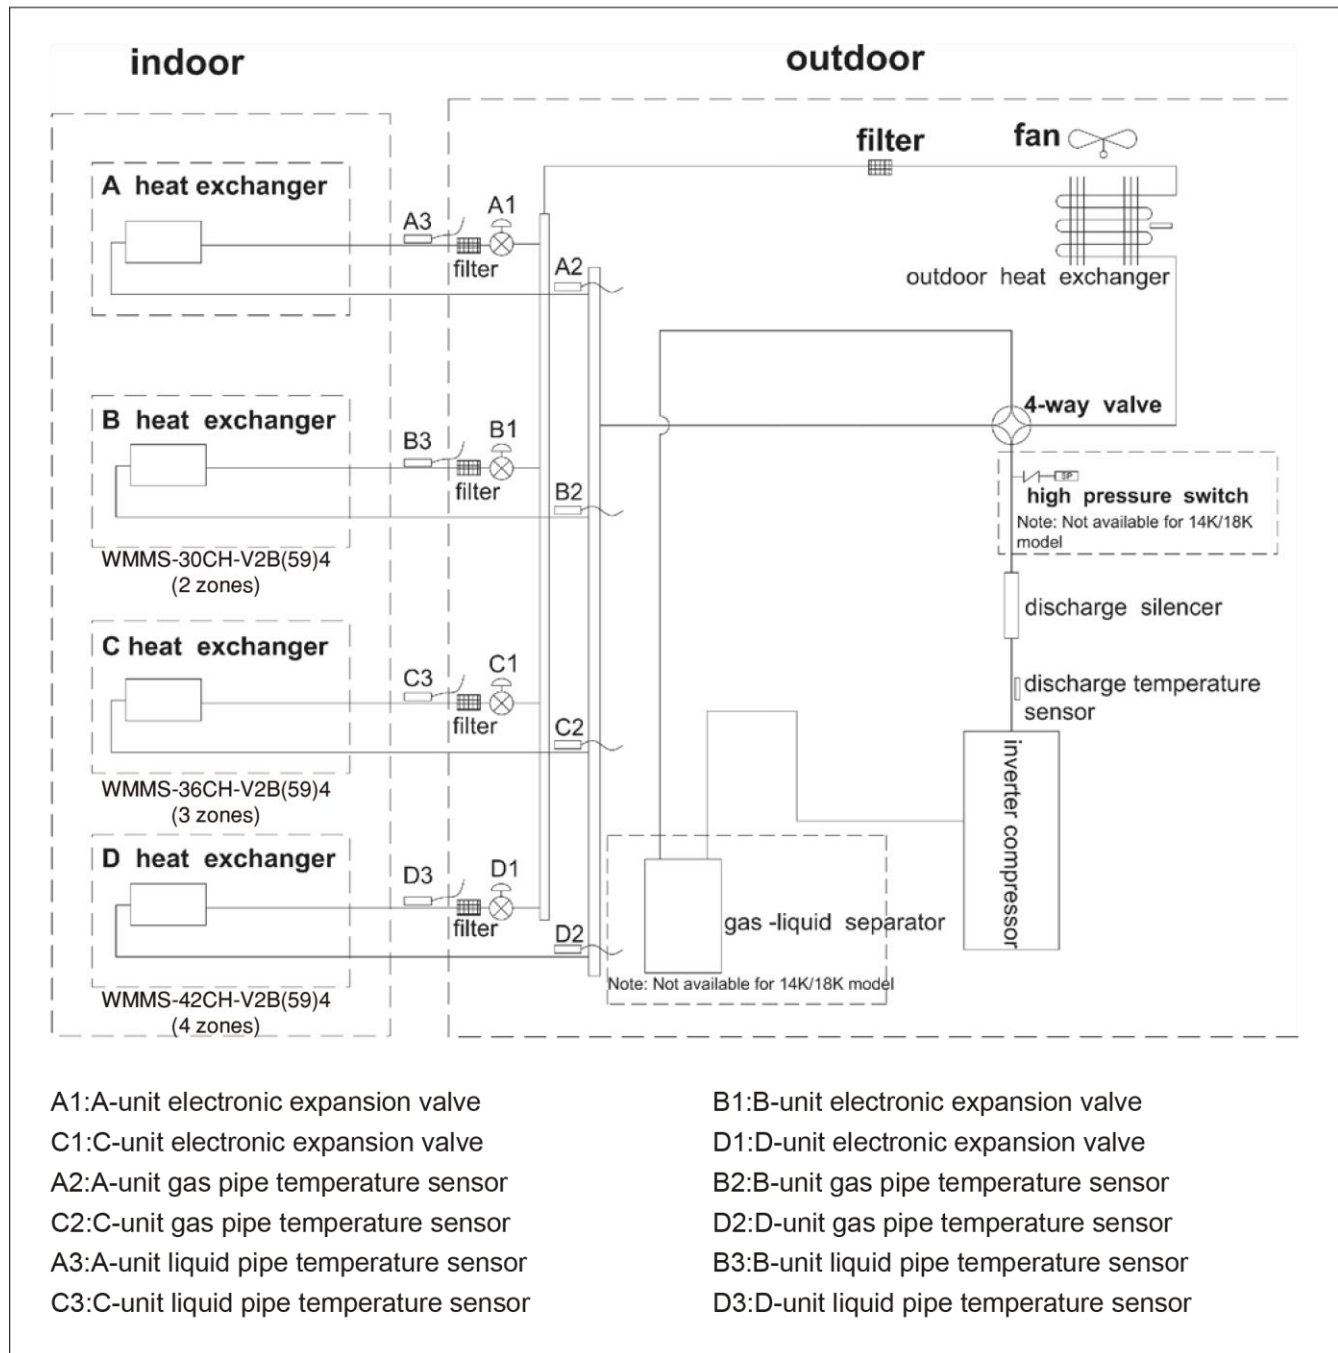 indoor
outdoor
filter
fan
A heat exchanger
A3
A1
filter
A2
outdoor heat exchanger
4-way valve
B heat exchanger
B3
B1
filter
B2
SP
high pressure switch
Note: Not available for 14K/18K
model
WMMS-30CH-V2B(59)4
(2 zones)
discharge silencer
C heat exchanger
C3
C1
filter
C2
discharge temperature
sensor
inverter compressor
WMMS-36CH-V2B(59)4
(3 zones)
D heat exchanger
D3
D1
filter
D2
gas -liquid separator
Note: Not available for 14K/18K model
WMMS-42CH-V2B(59)4
(4 zones)
A1:A-unit electronic expansion valve
B1:B-unit electronic expansion valve
C1:C-unit electronic expansion valve
D1:D-unit electronic expansion valve
A2:A-unit gas pipe temperature sensor
B2:B-unit gas pipe temperature sensor
C2:C-unit gas pipe temperature sensor
D2:D-unit gas pipe temperature sensor
A3:A-unit liquid pipe temperature sensor
B3:B-unit liquid pipe temperature sensor
C3:C-unit liquid pipe temperature sensor
D3:D-unit liquid pipe temperature sensor